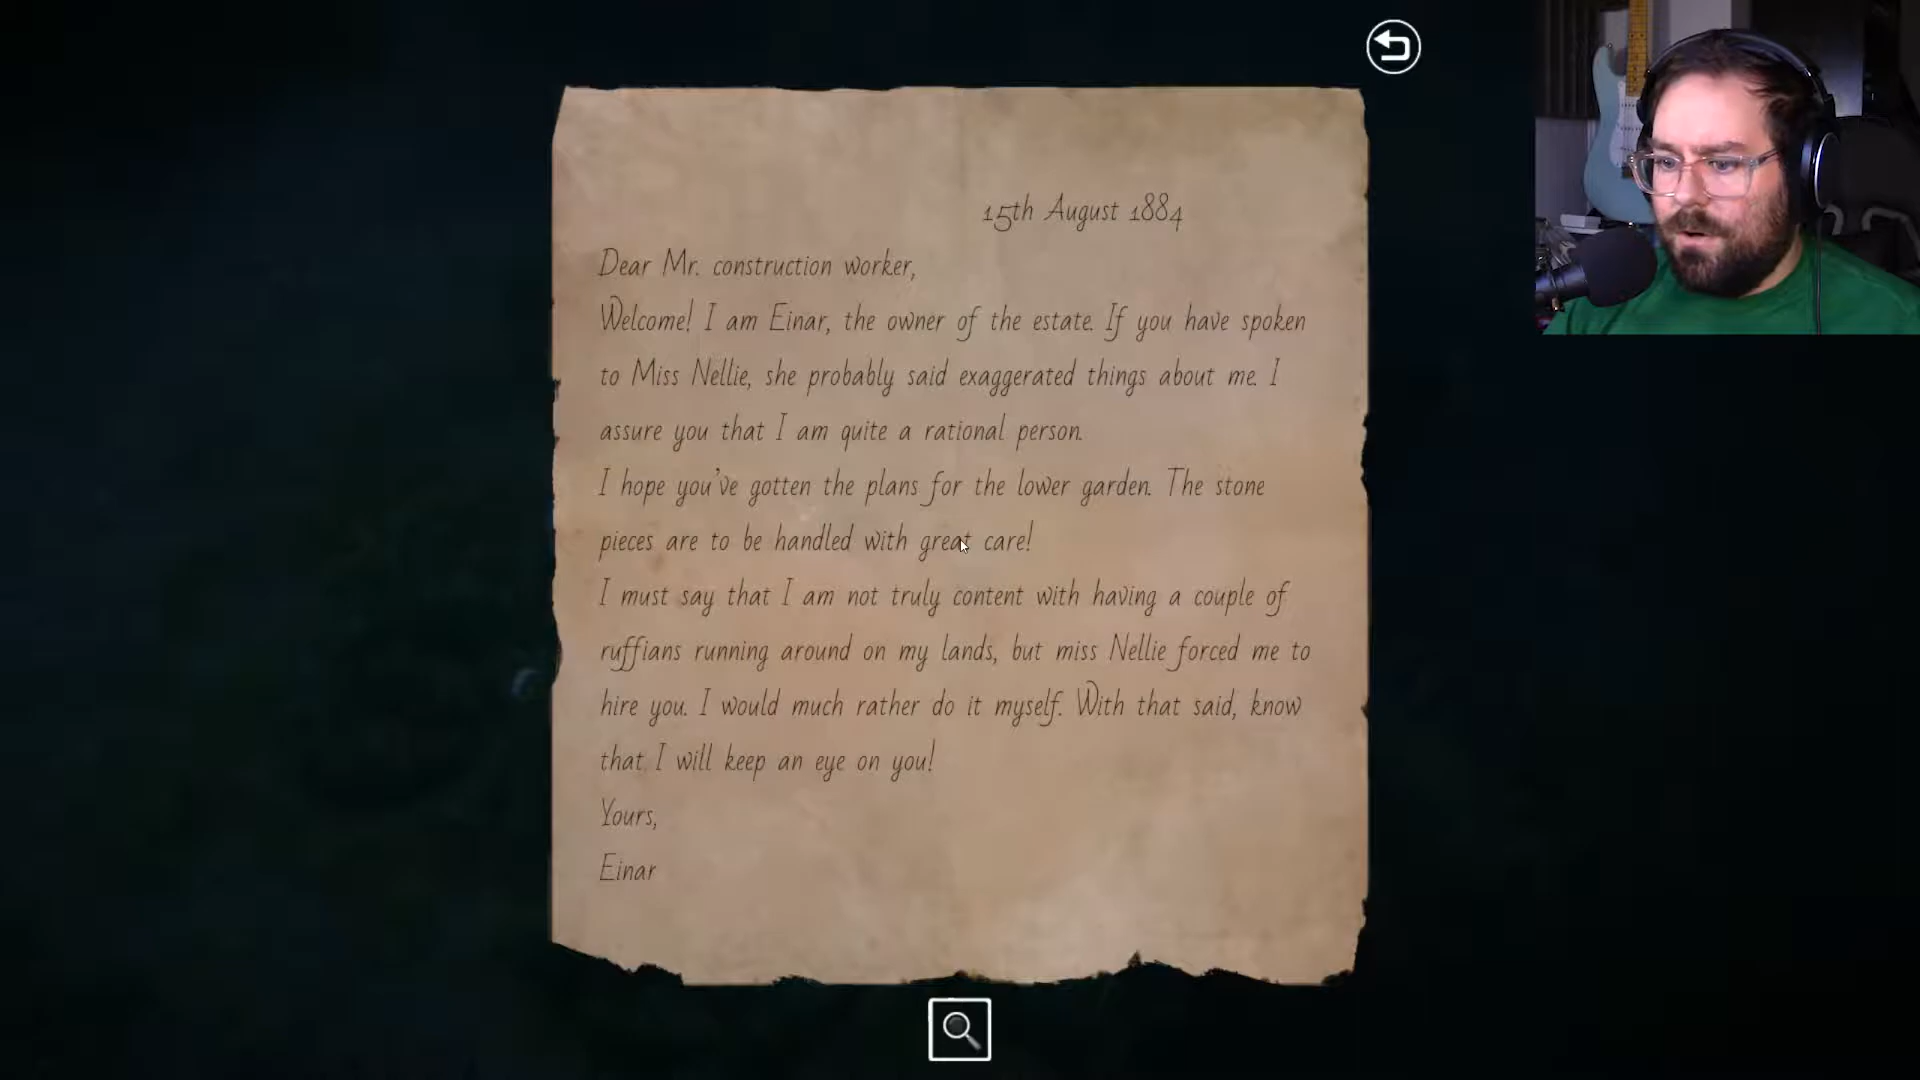 15th August 1884
Dear Mr. construction worker,
Welcome! I am Einar, the owner of the estate. If you have spoken
to Miss Nellie, she probably said exaggerated things about me. I
assure you that I am quite a rational person.
I hope you've gotten the plans for the lower garden. The stone
pieces are to be handled with great care!
I must say that I am not truly content with having a couple of
ruffians running around on my lands, but miss Nellie forced me to
hire you. I would much rather do it myself. With that said, know
that I will keep an eye on you!
Yours,
Einar